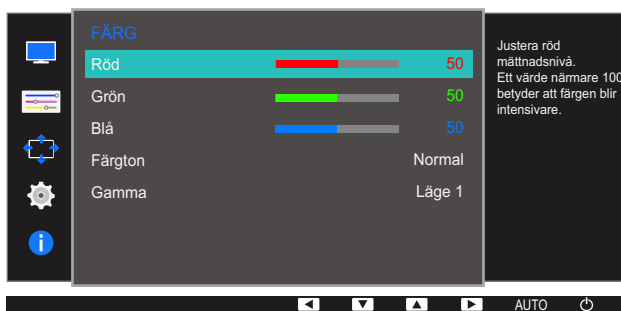 FÄRG
Röd 50
Grön 50
Blå 50
Färgton Normal
Gamma Läge 1
Justera röd
mättnadsnivå.
Ett värde närmare 100
betyder att färgen blir
intensivare.
AUTO